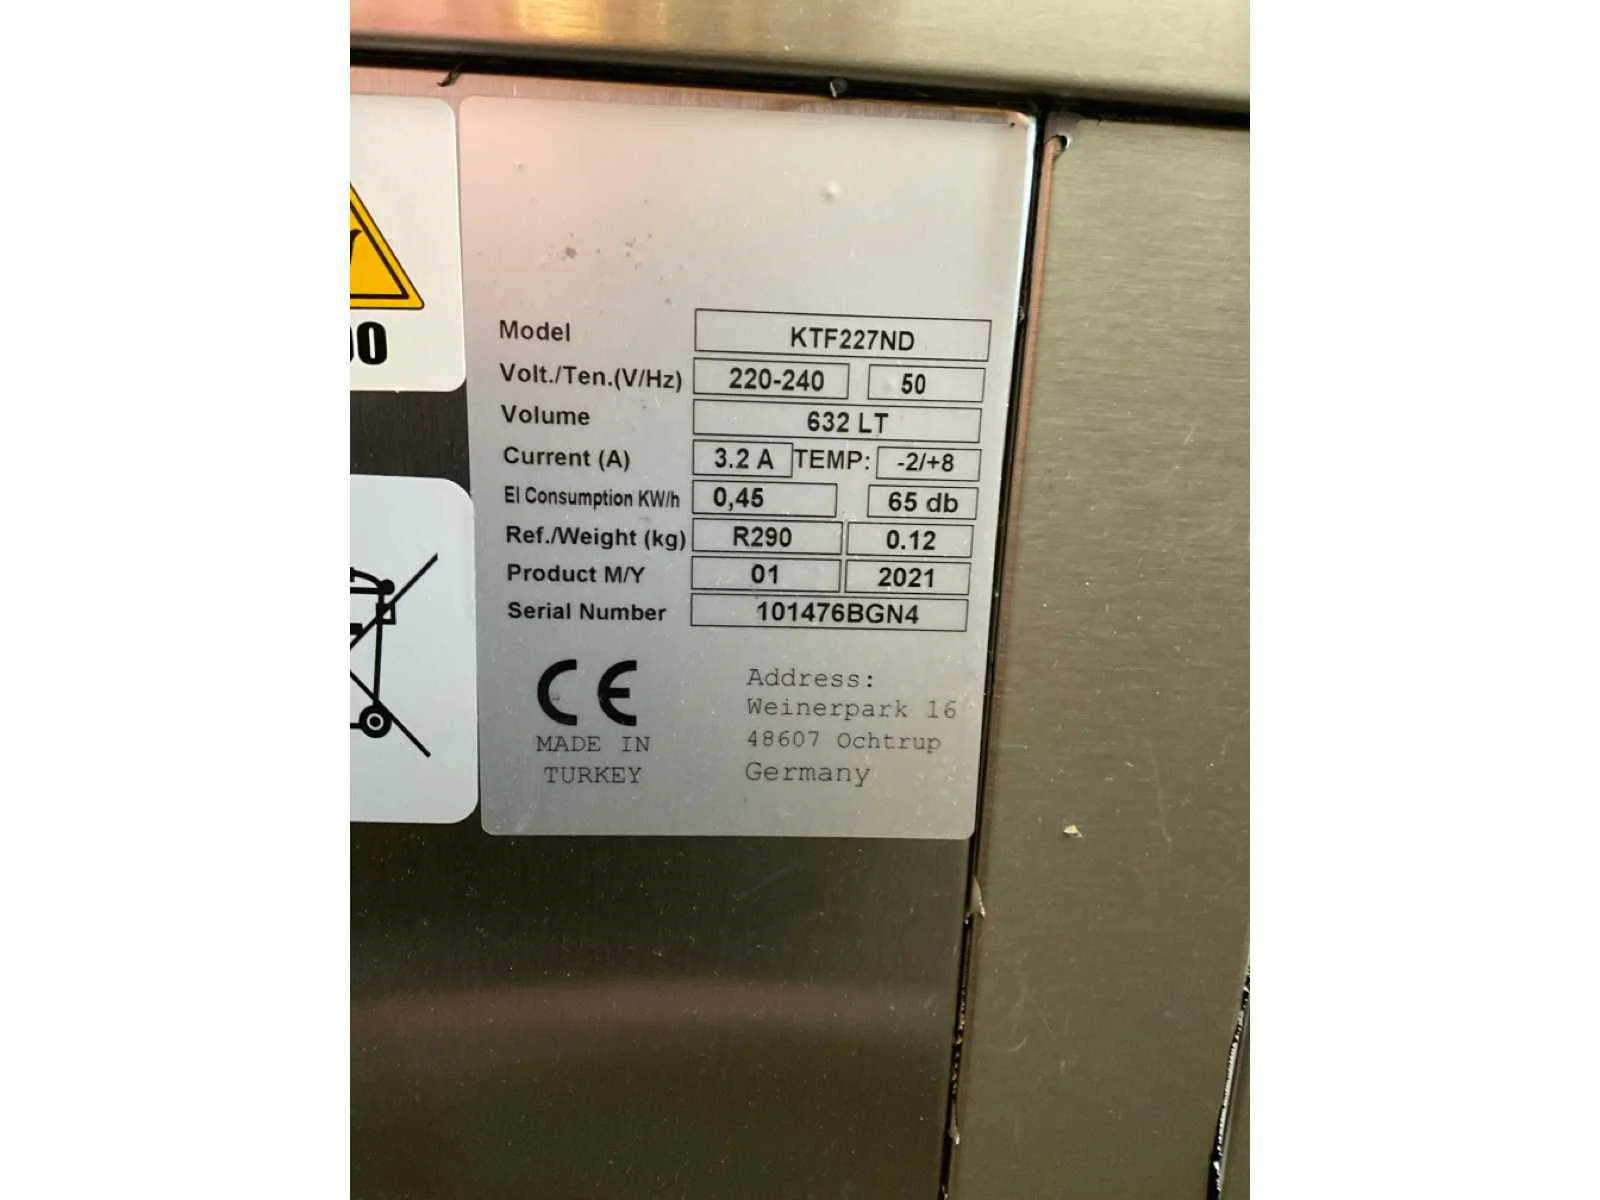 00
Model KTF227ND
Volt./Ten.(V/Hz) 220-240 50
Volume 632 LT
Current (A) 3.2 A TEMP: -2/+8
El Consumption KW/h 0,45 65 db
Ref./Weight (kg) R290 0.12
Product M/Y 01 2021
Serial Number 101476BGN4
CE
MADE IN
TURKEY
Address:
Weinerpark 16
48607 Ochtrup
Germany